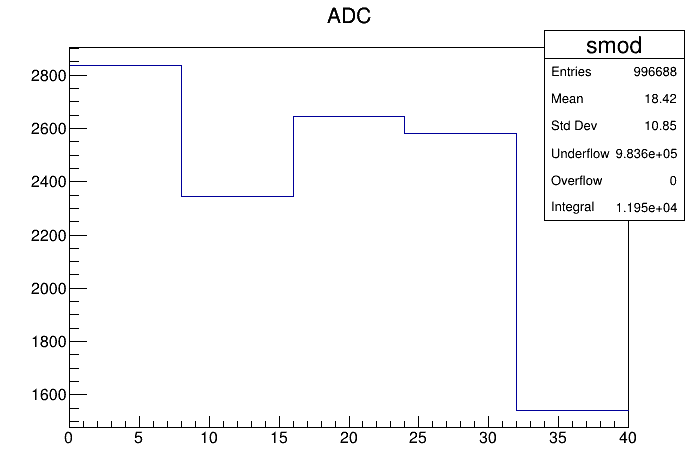 ADC
smod
Entries 996688
Mean 18.42
Std Dev 10.85
Underflow 9.836e+05
Overflow 0
Integral 1.195e+04
2800
2600
2400
2200
2000
1800
1600
0 5 10 15 20 25 30 35 40